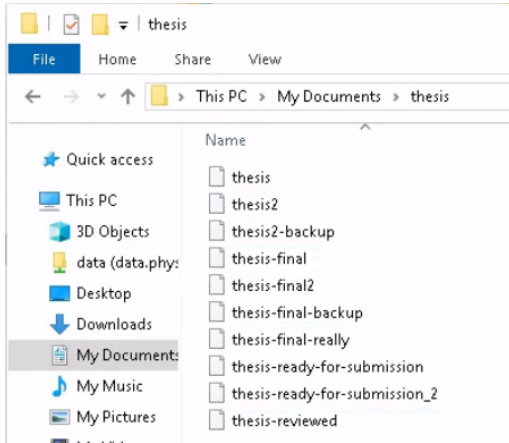 thesis
File Home Share View
This PC > My Documents > thesis
Name
Quick access
This PC
3D Objects
data (data.phys
Desktop
Downloads
My Documents
My Music
My Pictures
thesis
thesis2
thesis2-backup
thesis-final
thesis-final2
thesis-final-backup
thesis-final-really
thesis-ready-for-submission
thesis-ready-for-submission_2
thesis-reviewed